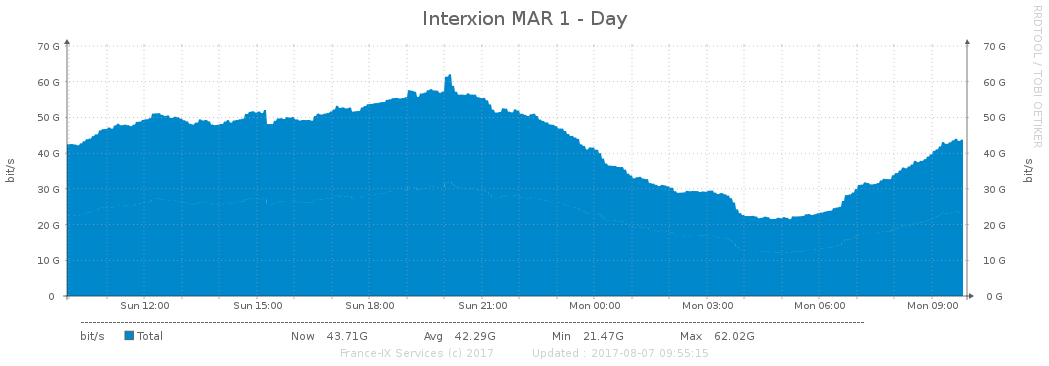 Interxion MAR 1 - Day
RRDTOOL / TOBI OETIKER
70 G 70 G
60 G 60 G
50 G 50 G
40 G 40 G
30 G 30 G
20 G 20 G
10 G 10 G
0 0 G
bit/s bit/s
Sun 12:00 Sun 15:00 Sun 18:00 Sun 21:00 Mon 00:00 Mon 03:00 Mon 06:00 Mon 09:00
bit/s Total Now 43.71G Avg 42.29G Min 21.47G Max 62.02G
France-IX Services (c) 2017 Updated : 2017-08-07 09:55:15